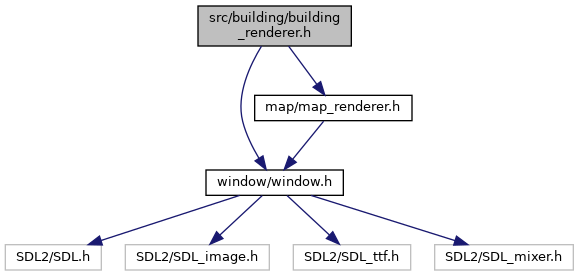 src/building/building
_renderer.h
map/map_renderer.h
window/window.h
SDL2/SDL.h
SDL2/SDL_image.h
SDL2/SDL_ttf.h
SDL2/SDL_mixer.h